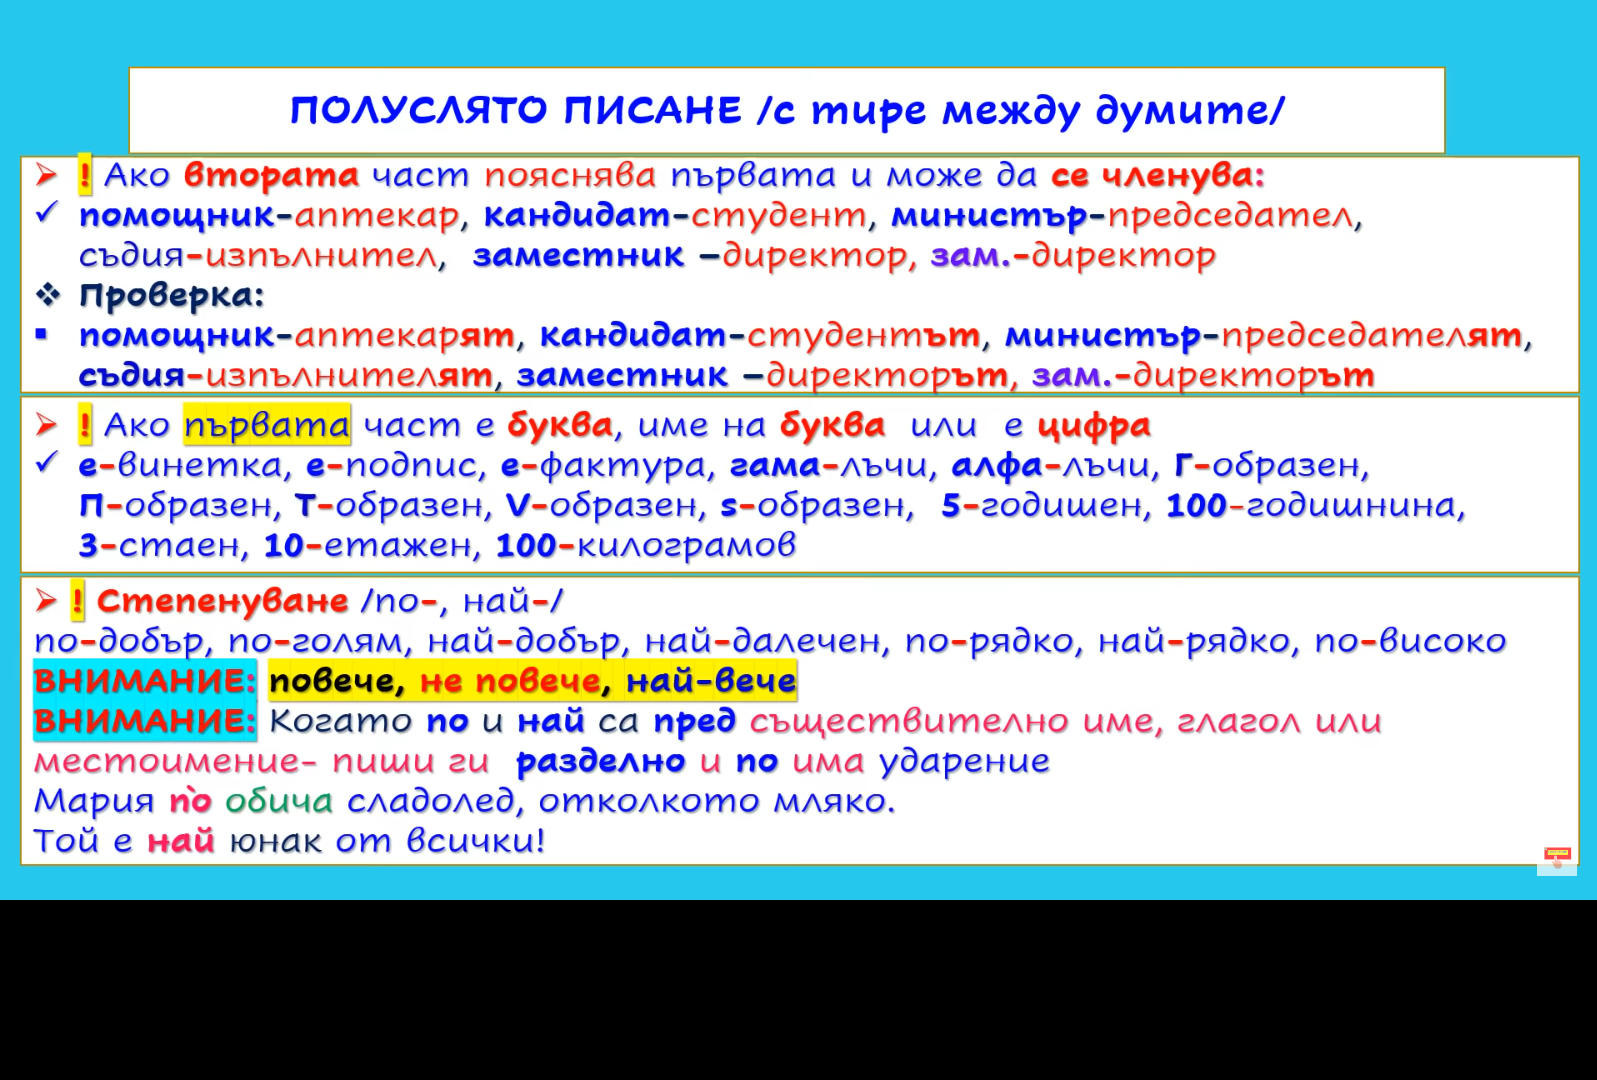 ПОЛУСЛЯТО ПИСАНЕ /с тире между думите/
! Ако втората част пояснява първата и може да се членува:
помощник-аптекар, кандидат-студент, министър-председател,
съдия-изпълнител, заместник –директор, зам.-директор
Проверка:
помощник-аптекарят, кандидат-студентът, министър-председателят,
съдия-изпълнителят, заместник –директорът, зам.-директорът
! Ако първата част е буква, име на буква или е цифра
е-винетка, е-подпис, е-фактура, гама-лъчи, алфа-лъчи, Г-образен,
П-образен, Т-образен, V-образен, s-образен, 5-годишен, 100-годишнина,
3-стаен, 10-етажен, 100-килограмов
! Степенуване /по-, най-/
по-добър, по-голям, най-добър, най-далечен, по-рядко, най-рядко, по-високо
ВНИМАНИЕ: повече, не повече, най-вече
ВНИМАНИЕ: Когато по и най са пред съществително име, глагол или
местоимение- пиши ги разделно и по има ударение
Мария по̀ обича сладолед, отколкото мляко.
Той е най юнак от всички!